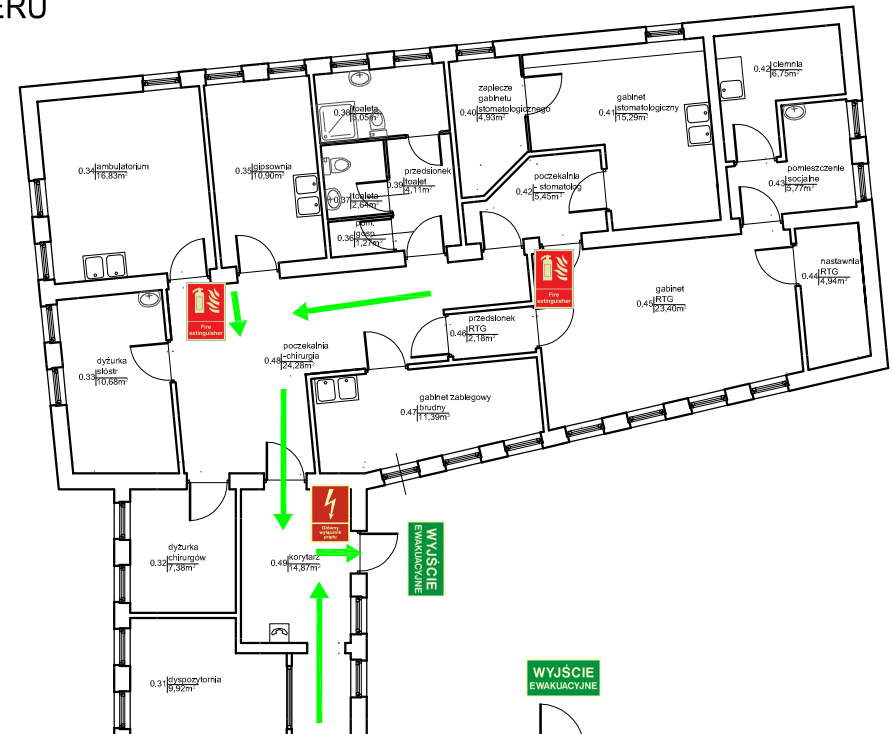 ERU
0.42 ciemnia
6,75m²
zaplecze
gabinetu
0.40 stomatologicznego
4,93m²
gabinet
0.41 stomatologiczny
15,29m²
0.38 toaleta
5,05m²
0.34 ambulatorium
16,83m²
0.35 gipsownia
10,90m²
przedsionek
0.39 toalet
4,11m²
poczekalnia
0.42 - stomatolog
5,45m²
pomieszczenie
0.43 socjalne
5,77m²
0.37 toaleta
2,64m²
pom.
0.36 gosp.
1,27m²
nastawnia
0.44 RTG
4,94m²
gabinet
0.45 RTG
23,40m²
Fire
extinguisher
Fire
extinguisher
przedsionek
0.46 RTG
2,18m²
poczekalnia
0.48 -chirurgia
24,28m²
dyżurka
0.33 sióstr
10,68m²
gabinet zabiegowy
0.47 brudny
11,39m²
Główny
wyłącznik
prądu
WYJŚCIE
EWAKUACYJNE
dyżurka
0.32 chirurgów
7,38m²
0.49 korytarz
14,87m²
0.31 dyspozytornia
9,92m²
WYJŚCIE
EWAKUACYJNE